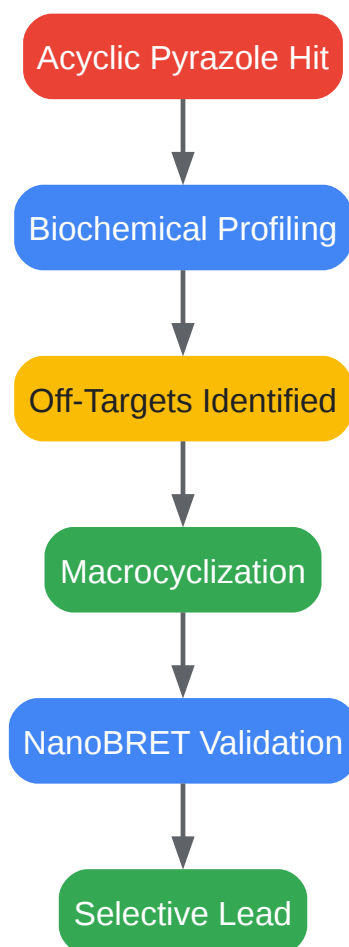 Acyclic Pyrazole Hit
Biochemical Profiling
Off-Targets Identified
Macrocyclization
NanoBRET Validation
Selective Lead